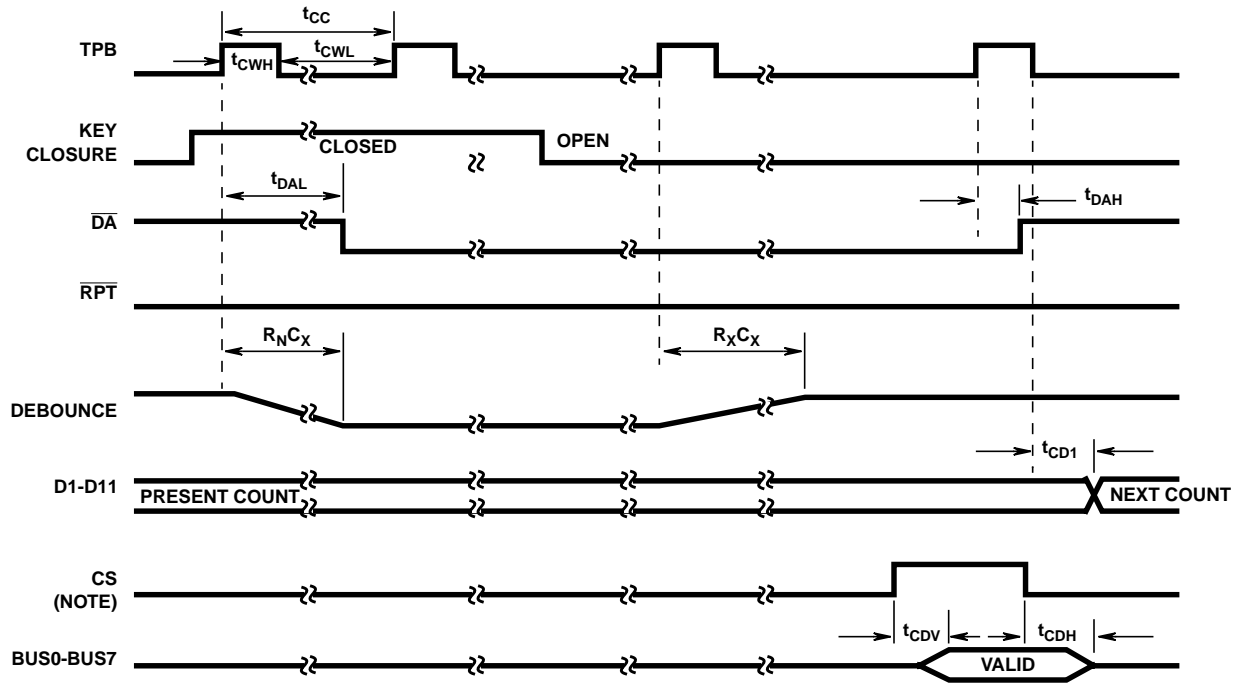 tCC
TPB
tCWH
tCWL
KEY
CLOSURE
CLOSED
OPEN
tDAL
tDAH
DA
RPT
RNCX
RXCX
DEBOUNCE
tCD1
D1-D11
PRESENT COUNT
NEXT COUNT
CS
(NOTE)
tCDV
tCDH
BUS0-BUS7
VALID